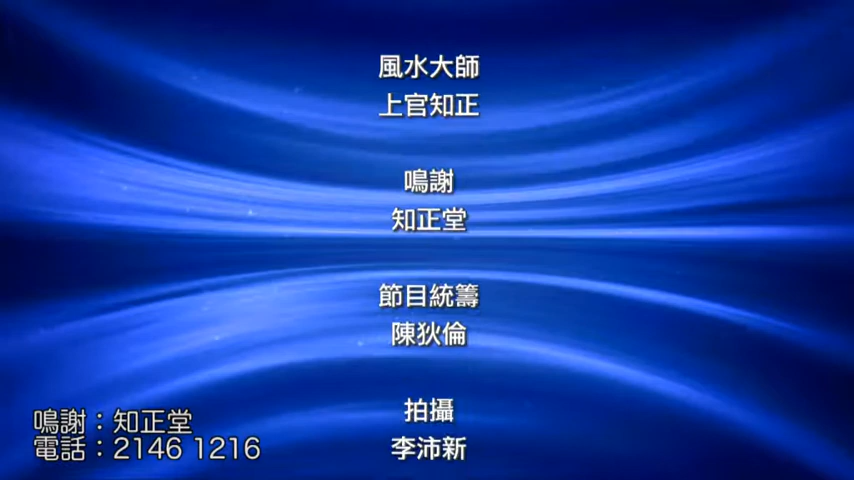 風水大師
上官知正
鳴謝
知正堂
節目統籌
陳狄倫
拍攝
李沛新
鳴謝：知正堂
電話：2146 1216